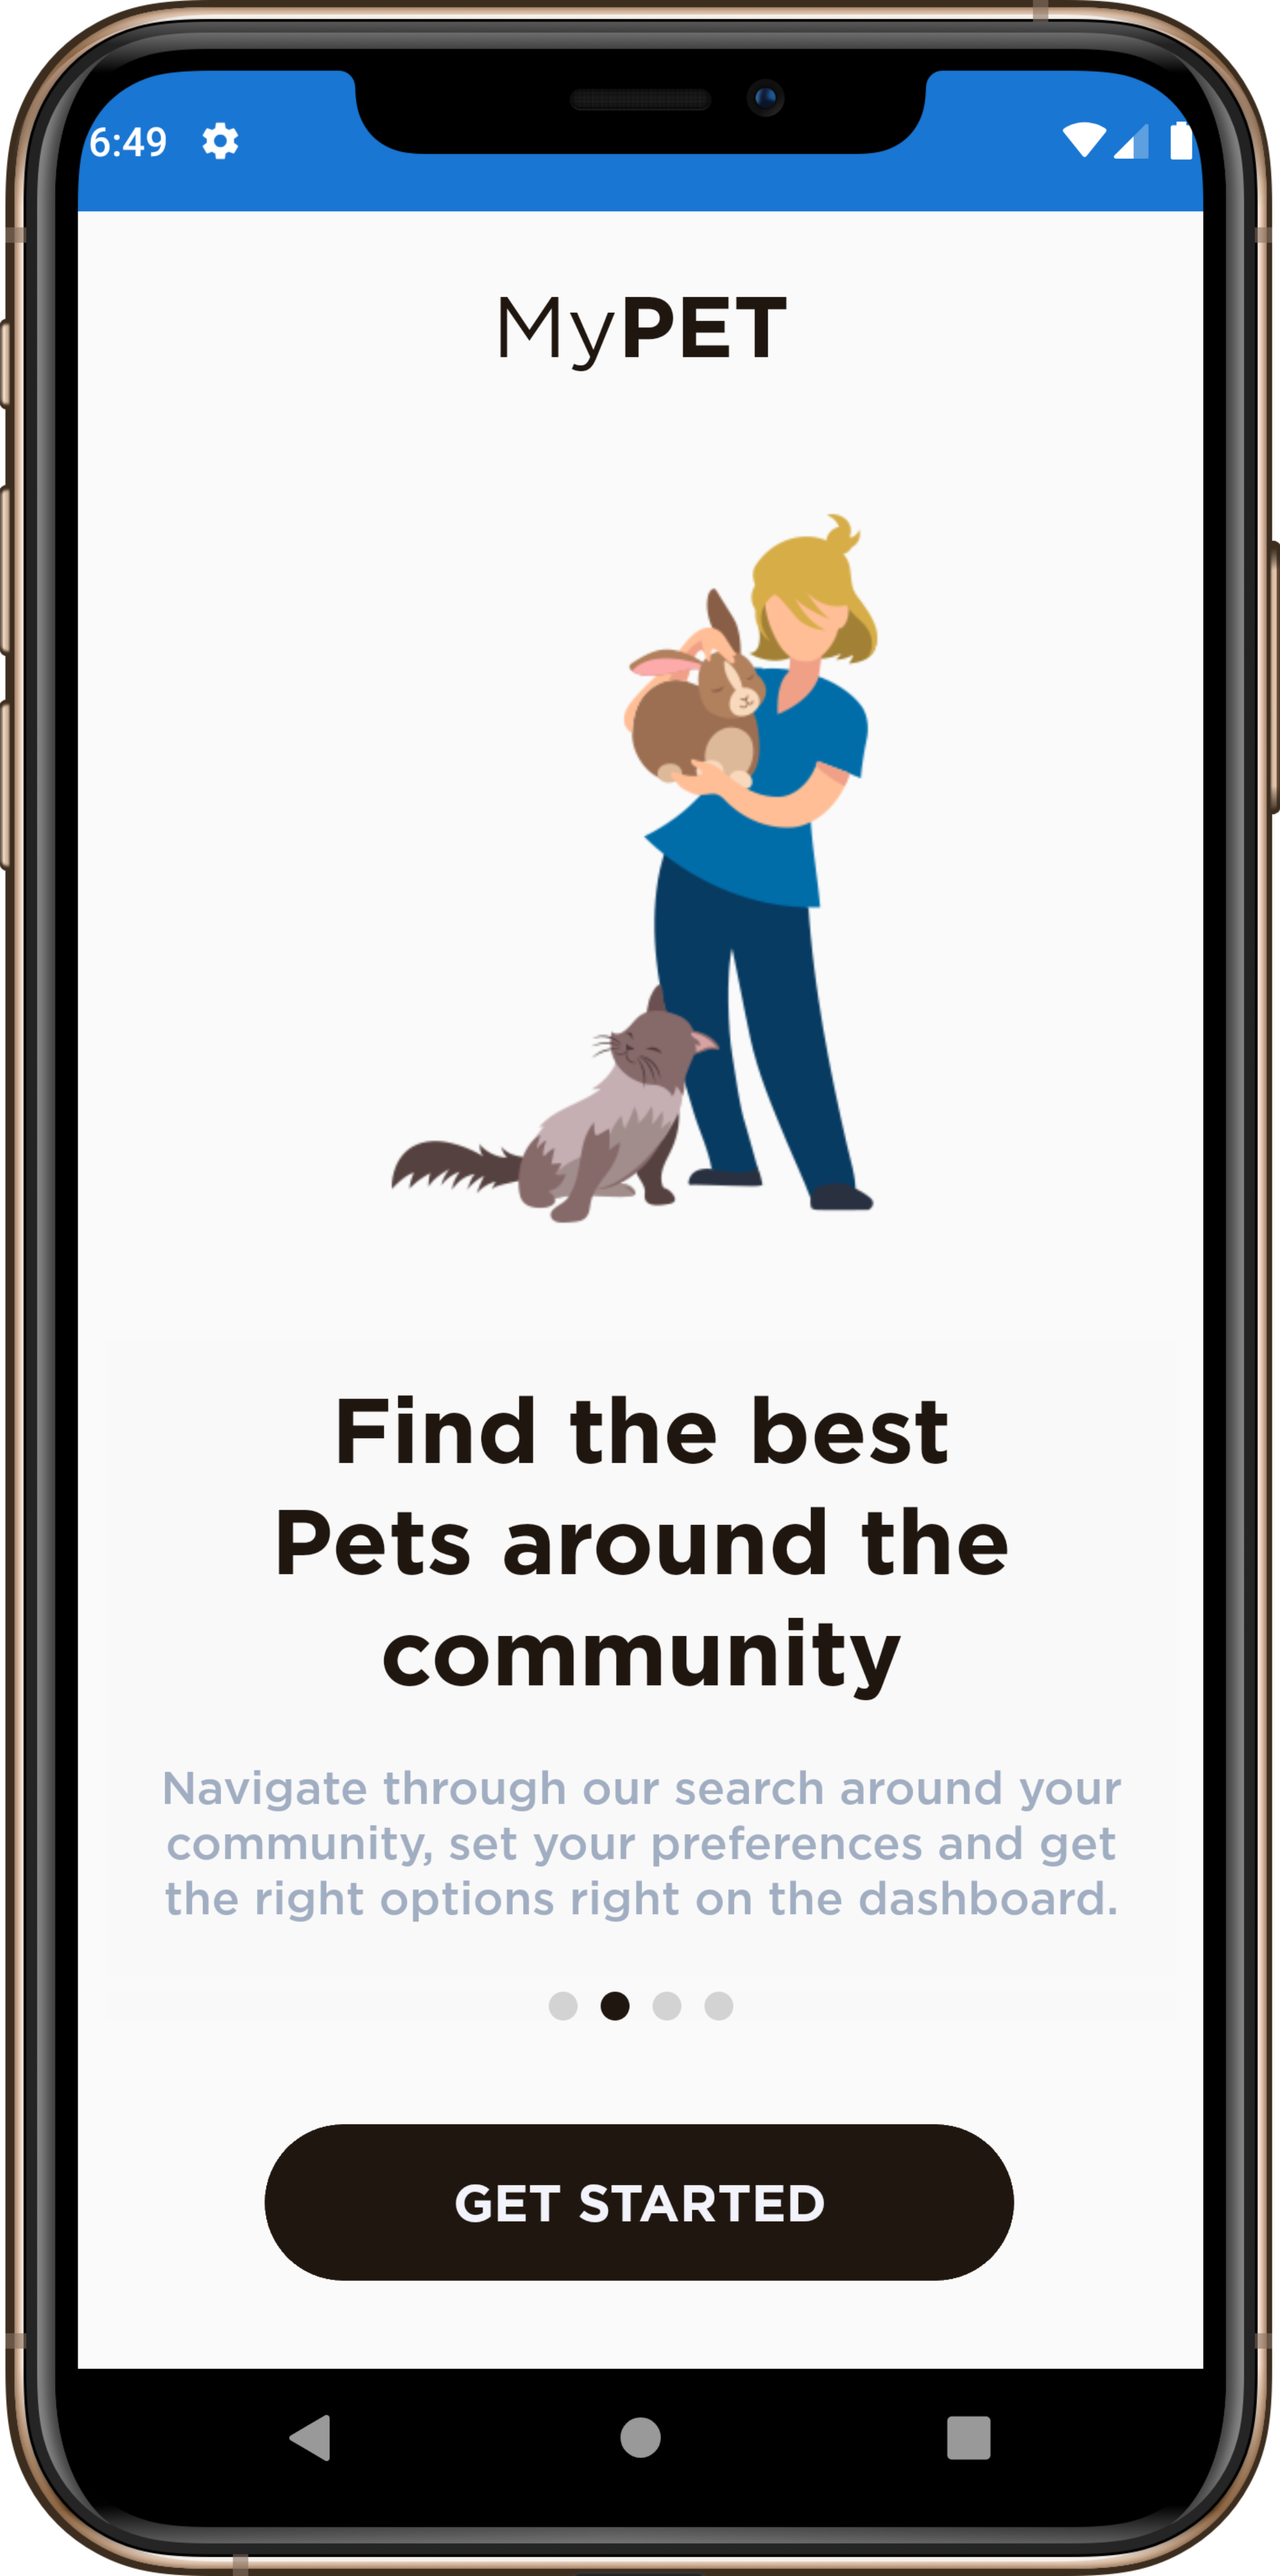 6:49
MyPET
Find the best
Pets around the
community
Navigate through our search around your
community, set your preferences and get
the right options right on the dashboard.
GET STARTED